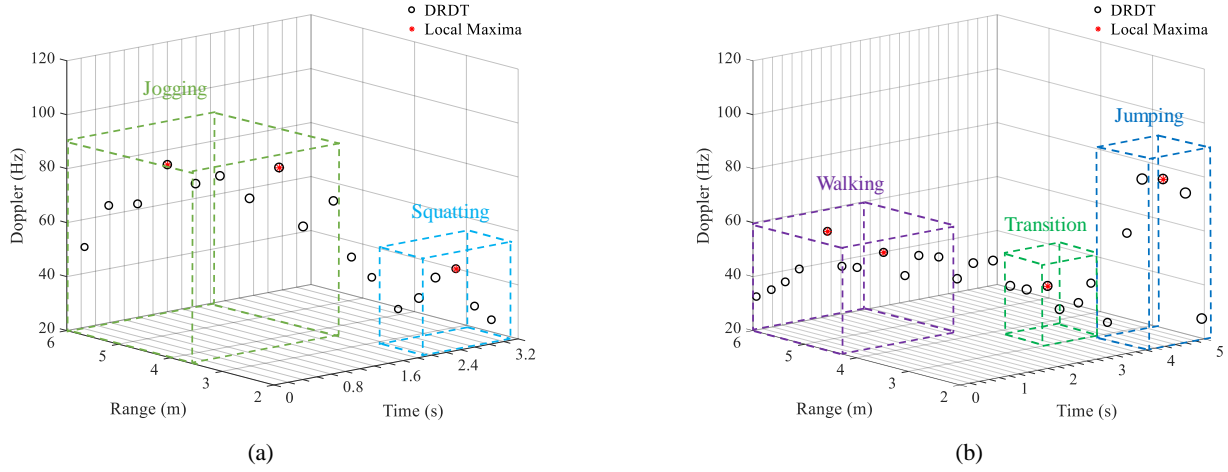 DRDT
Local Maxima
120
100
80
60
40
20
Doppler (Hz)
Jogging
Squatting
6
5
4
3
2
Range (m)
0
0.8
1.6
2.4
3.2
Time (s)
(a)
DRDT
Local Maxima
120
100
80
60
40
20
Doppler (Hz)
Walking
Transition
Jumping
6
5
4
3
2
Range (m)
0
1
2
3
4
5
Time (s)
(b)